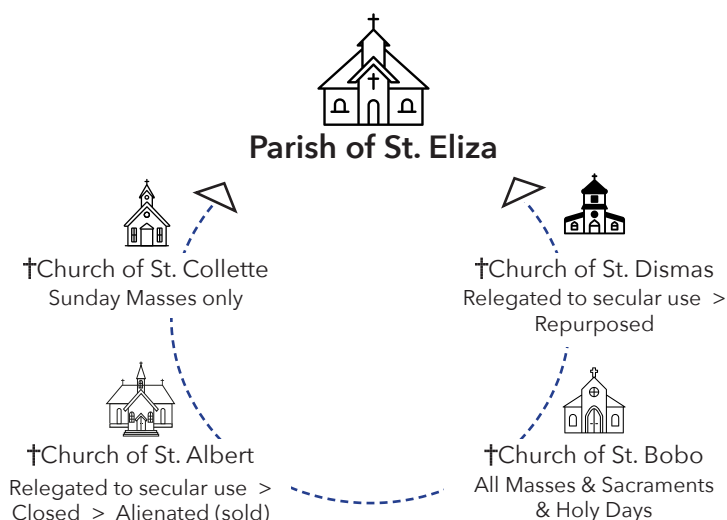 Parish of St. Eliza
†Church of St. Collette
Sunday Masses only
†Church of St. Dismas
Relegated to secular use >
Repurposed
†Church of St. Albert
Relegated to secular use >
Closed > Alienated (sold)
†Church of St. Bobo
All Masses & Sacraments
& Holy Days